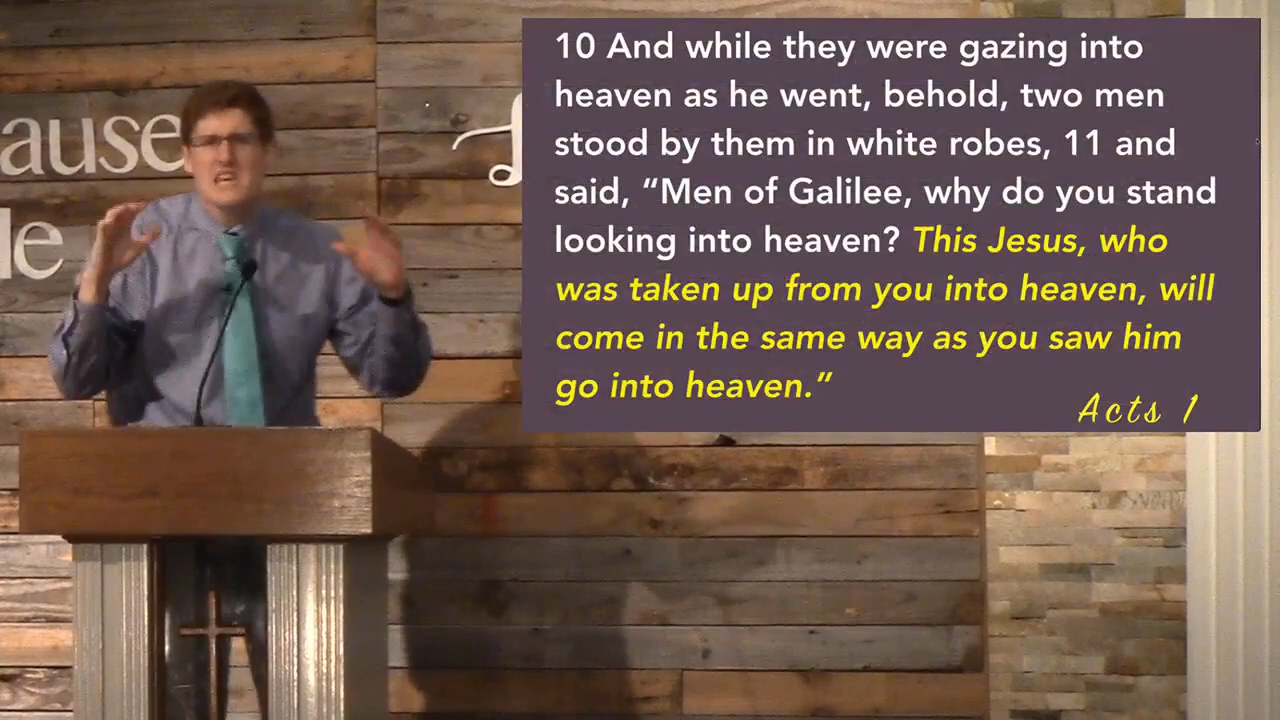 ause
le
10 And while they were gazing into
heaven as he went, behold, two men
stood by them in white robes, 11 and
said, “Men of Galilee, why do you stand
looking into heaven? This Jesus, who
was taken up from you into heaven, will
come in the same way as you saw him
go into heaven.”
Acts 1